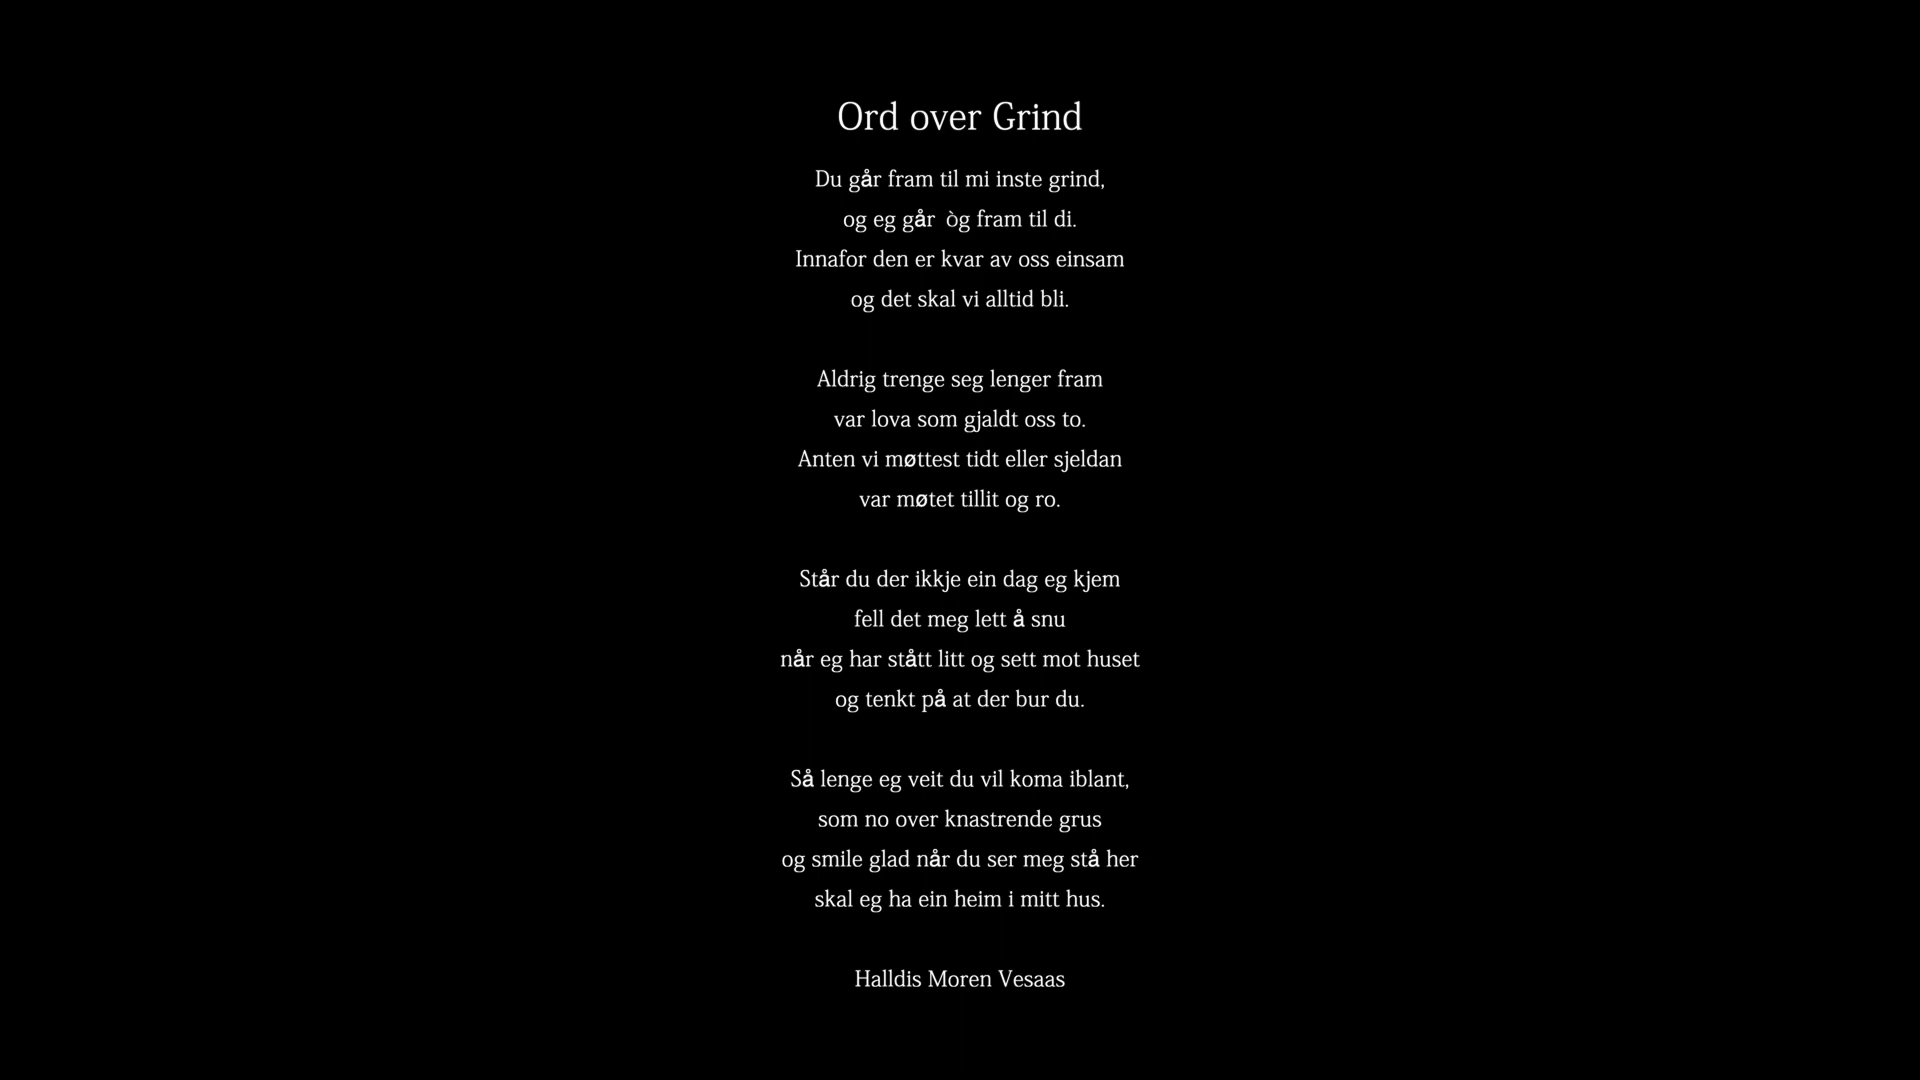 Ord over Grind
Du går fram til mi inste grind,
og eg går òg fram til di.
Innafor den er kvar av oss einsam
og det skal vi alltid bli.
Aldrig trenge seg lenger fram
var lova som gjaldt oss to.
Anten vi møttest tidt eller sjeldan
var møtet tillit og ro.
Står du der ikkje ein dag eg kjem
fell det meg lett å snu
når eg har stått litt og sett mot huset
og tenkt på at der bur du.
Så lenge eg veit du vil koma iblant,
som no over knastrende grus
og smile glad når du ser meg stå her
skal eg ha ein heim i mitt hus.
Halldis Moren Vesaas